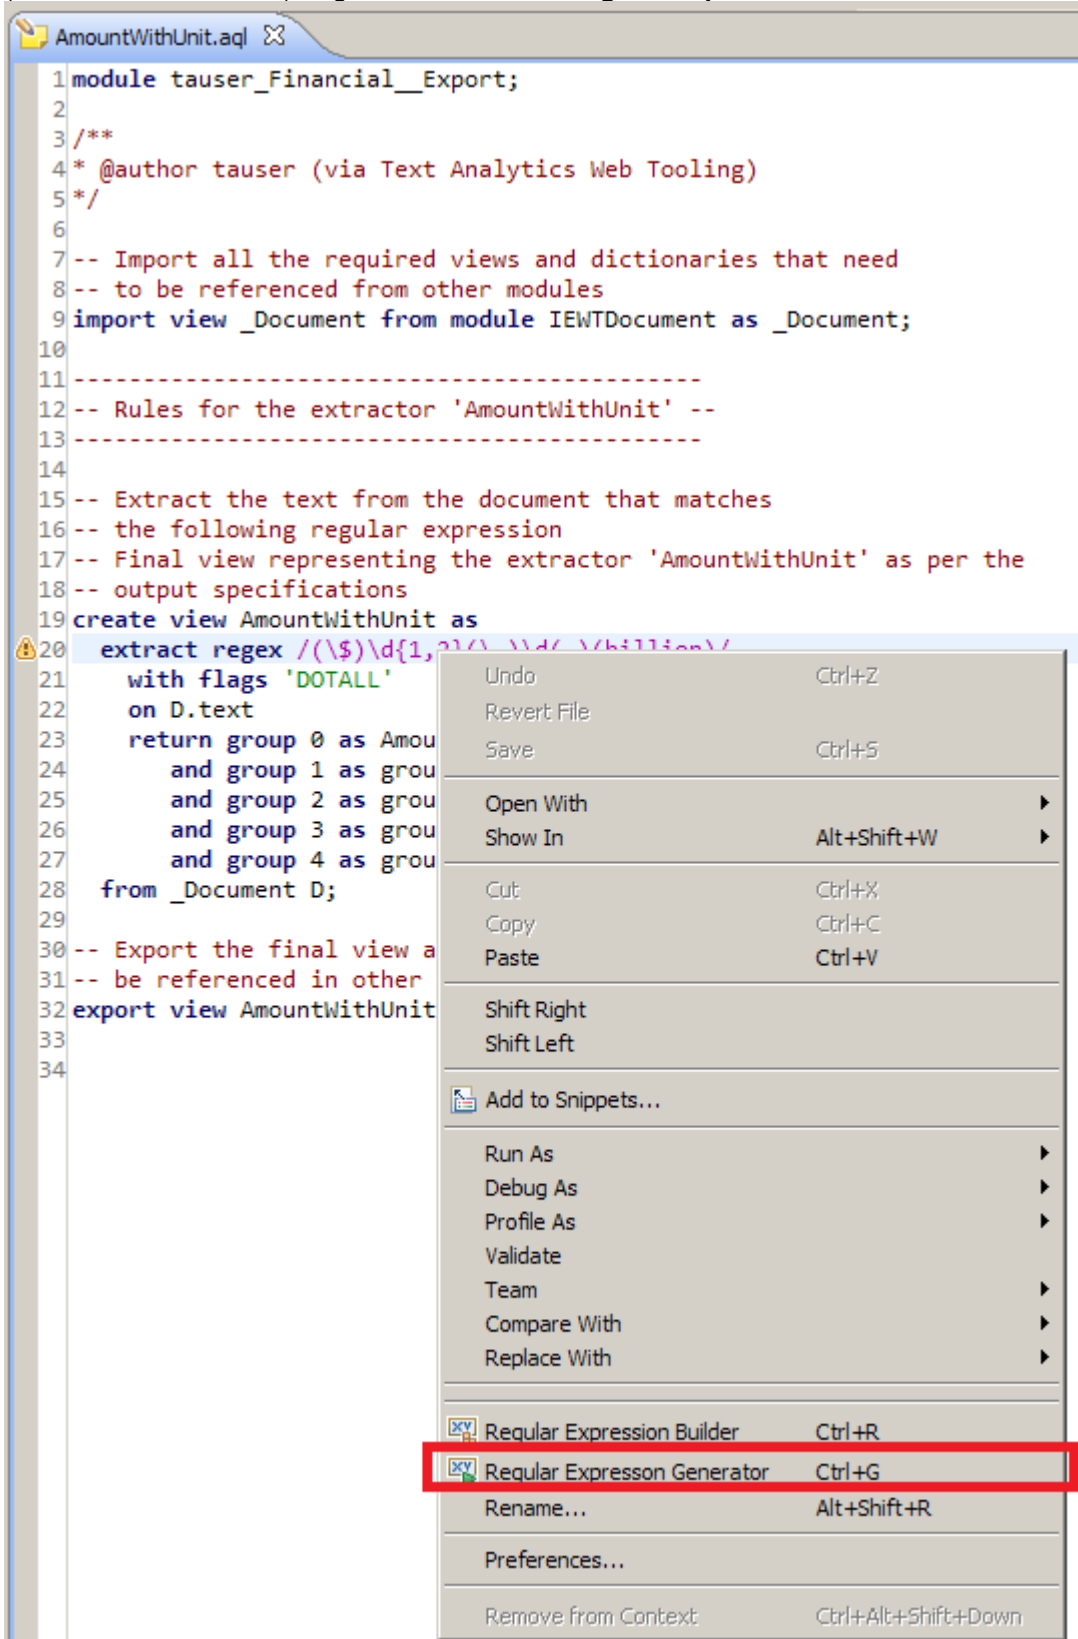 AmountWithUnit.aql
1 module tauser_Financial__Export;
2
3 /**
4 * @author tauser (via Text Analytics Web Tooling)
5 */
6
7 -- Import all the required views and dictionaries that need
8 -- to be referenced from other modules
9 import view _Document from module IEWTDocument as _Document;
10
11 ---------------------------------------------
12 -- Rules for the extractor 'AmountWithUnit' --
13 ---------------------------------------------
14
15 -- Extract the text from the document that matches
16 -- the following regular expression
17 -- Final view representing the extractor 'AmountWithUnit' as per the
18 -- output specifications
19 create view AmountWithUnit as
20 extract regex /(\$)\d{1,2}(\.)\d( )(billion)/
21 with flags 'DOTALL'
22 on D.text
23 return group 0 as Amou
24 and group 1 as grou
25 and group 2 as grou
26 and group 3 as grou
27 and group 4 as grou
28 from _Document D;
29
30 -- Export the final view a
31 -- be referenced in other
32 export view AmountWithUnit
33
34
Undo Ctrl+Z
Revert File
Save Ctrl+S
Open With
Show In Alt+Shift+W
Cut Ctrl+X
Copy Ctrl+C
Paste Ctrl+V
Shift Right
Shift Left
Add to Snippets...
Run As
Debug As
Profile As
Validate
Team
Compare With
Replace With
Regular Expression Builder Ctrl+R
Regular Expresson Generator Ctrl+G
Rename... Alt+Shift+R
Preferences...
Remove from Context Ctrl+Alt+Shift+Down